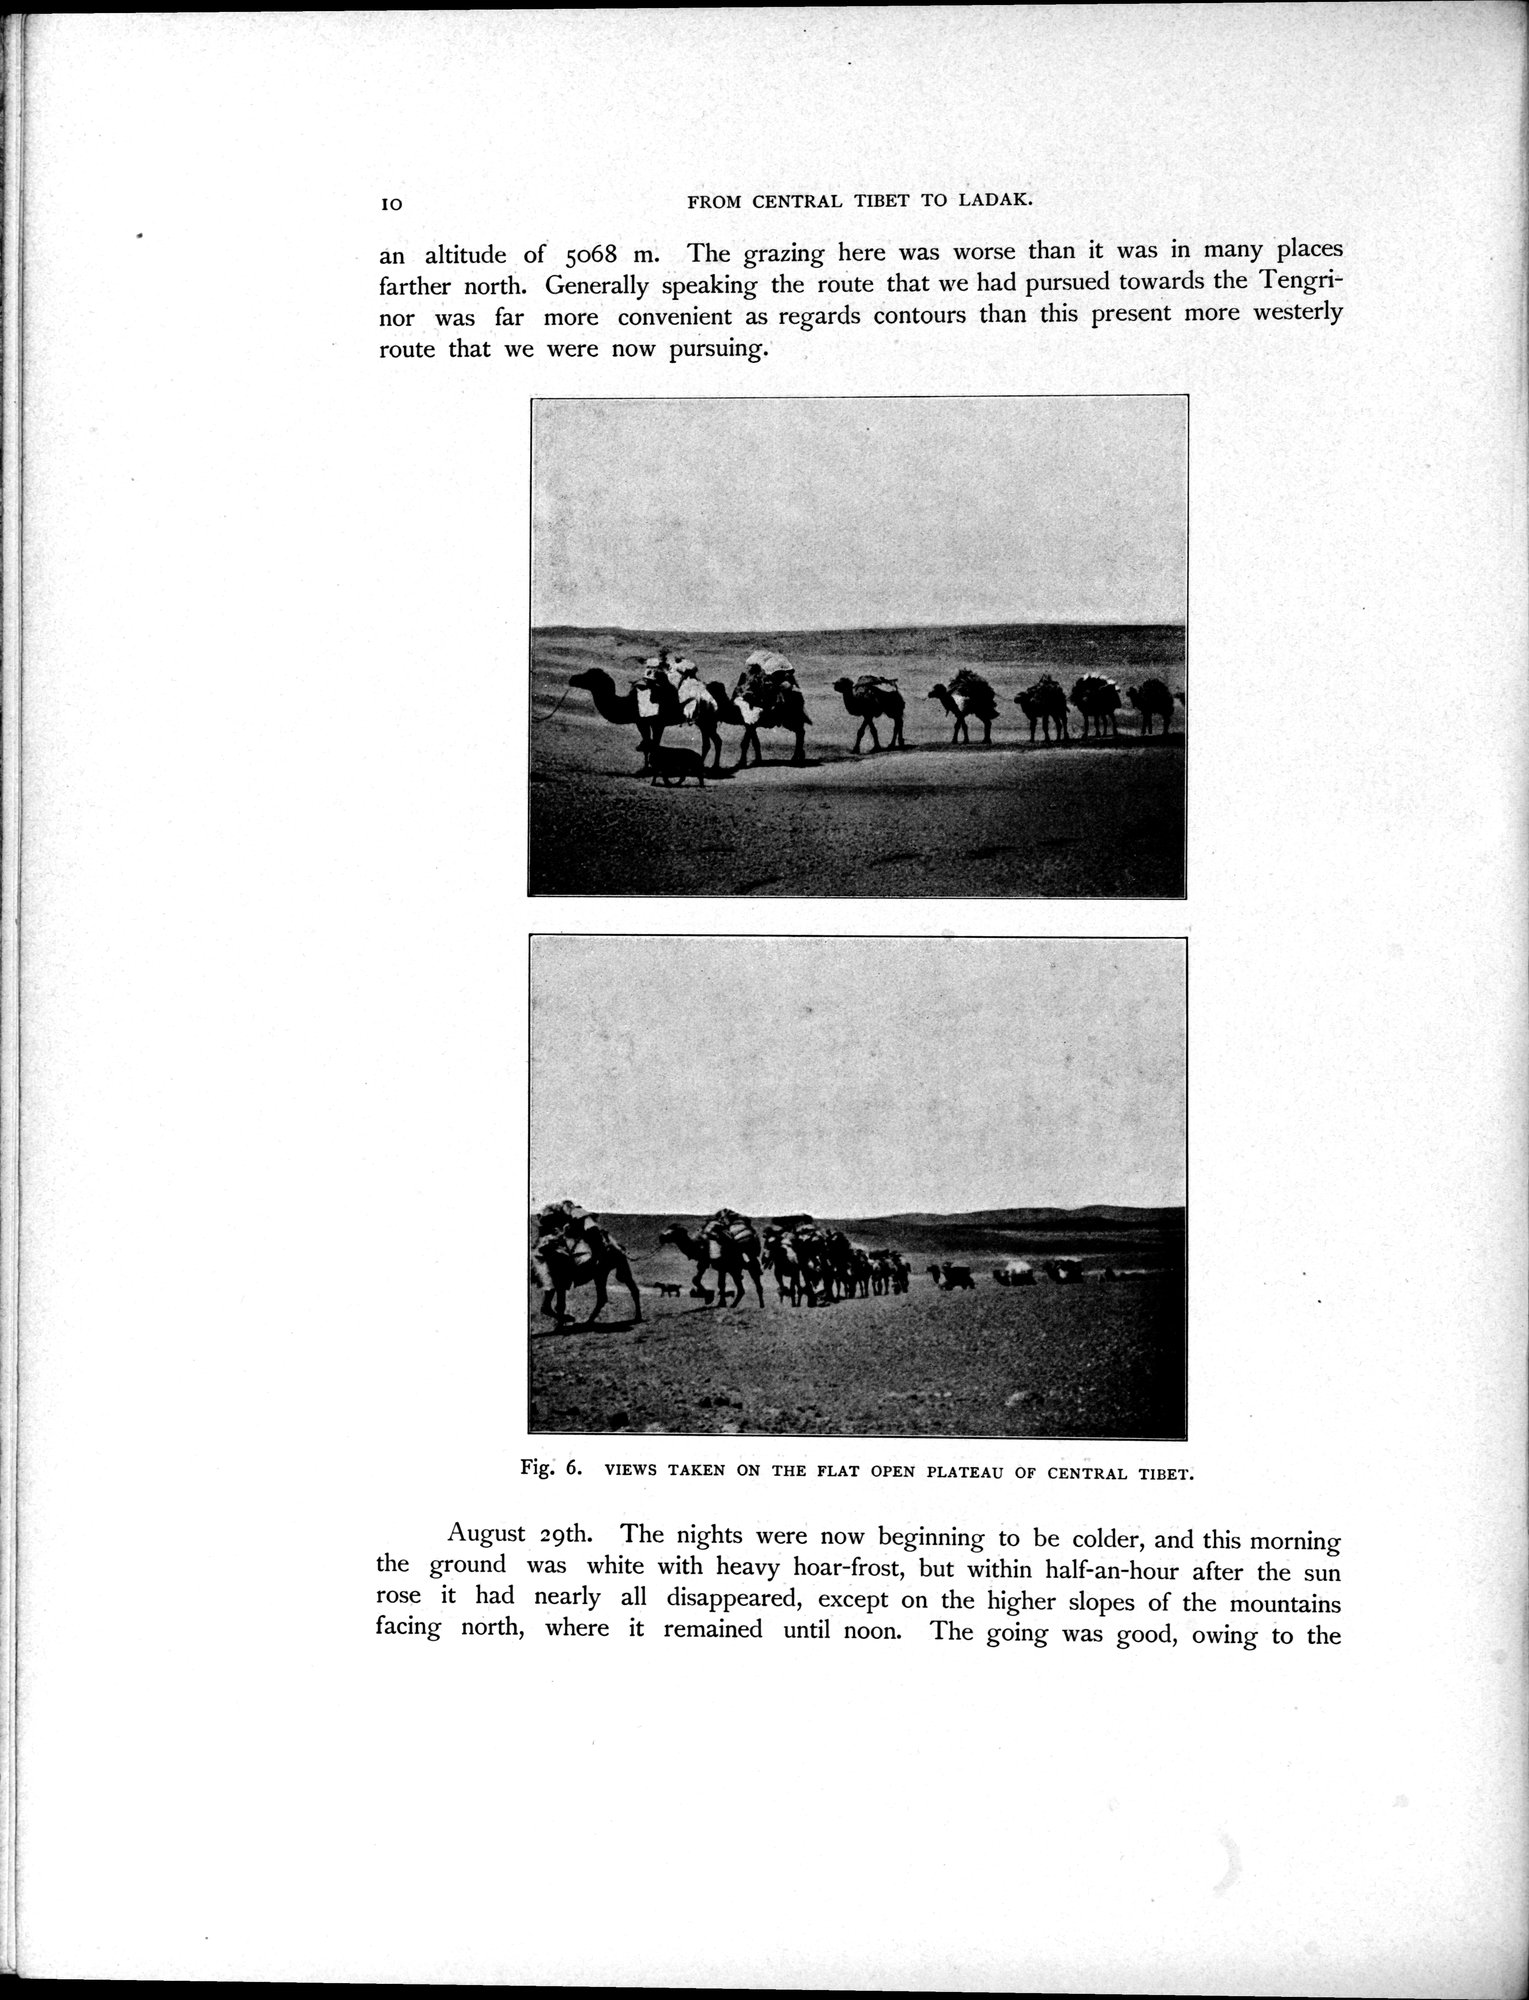 10
FROM CENTRAL TIBET TO LADAK.
an altitude of 5068 m. The grazing here was worse than it was in many places
farther north. Generally speaking the route that we had pursued towards the Tengri-
nor was far more convenient as regards contours than this present more westerly
route that we were now pursuing.
Fig. 6. VIEWS TAKEN ON THE FLAT OPEN PLATEAU OF CENTRAL TIBET.
August 29th. The nights were now beginning to be colder, and this morning
the ground was white with heavy hoar-frost, but within half-an-hour after the sun
rose it had nearly all disappeared, except on the higher slopes of the mountains
facing north, where it remained until noon. The going was good, owing to the